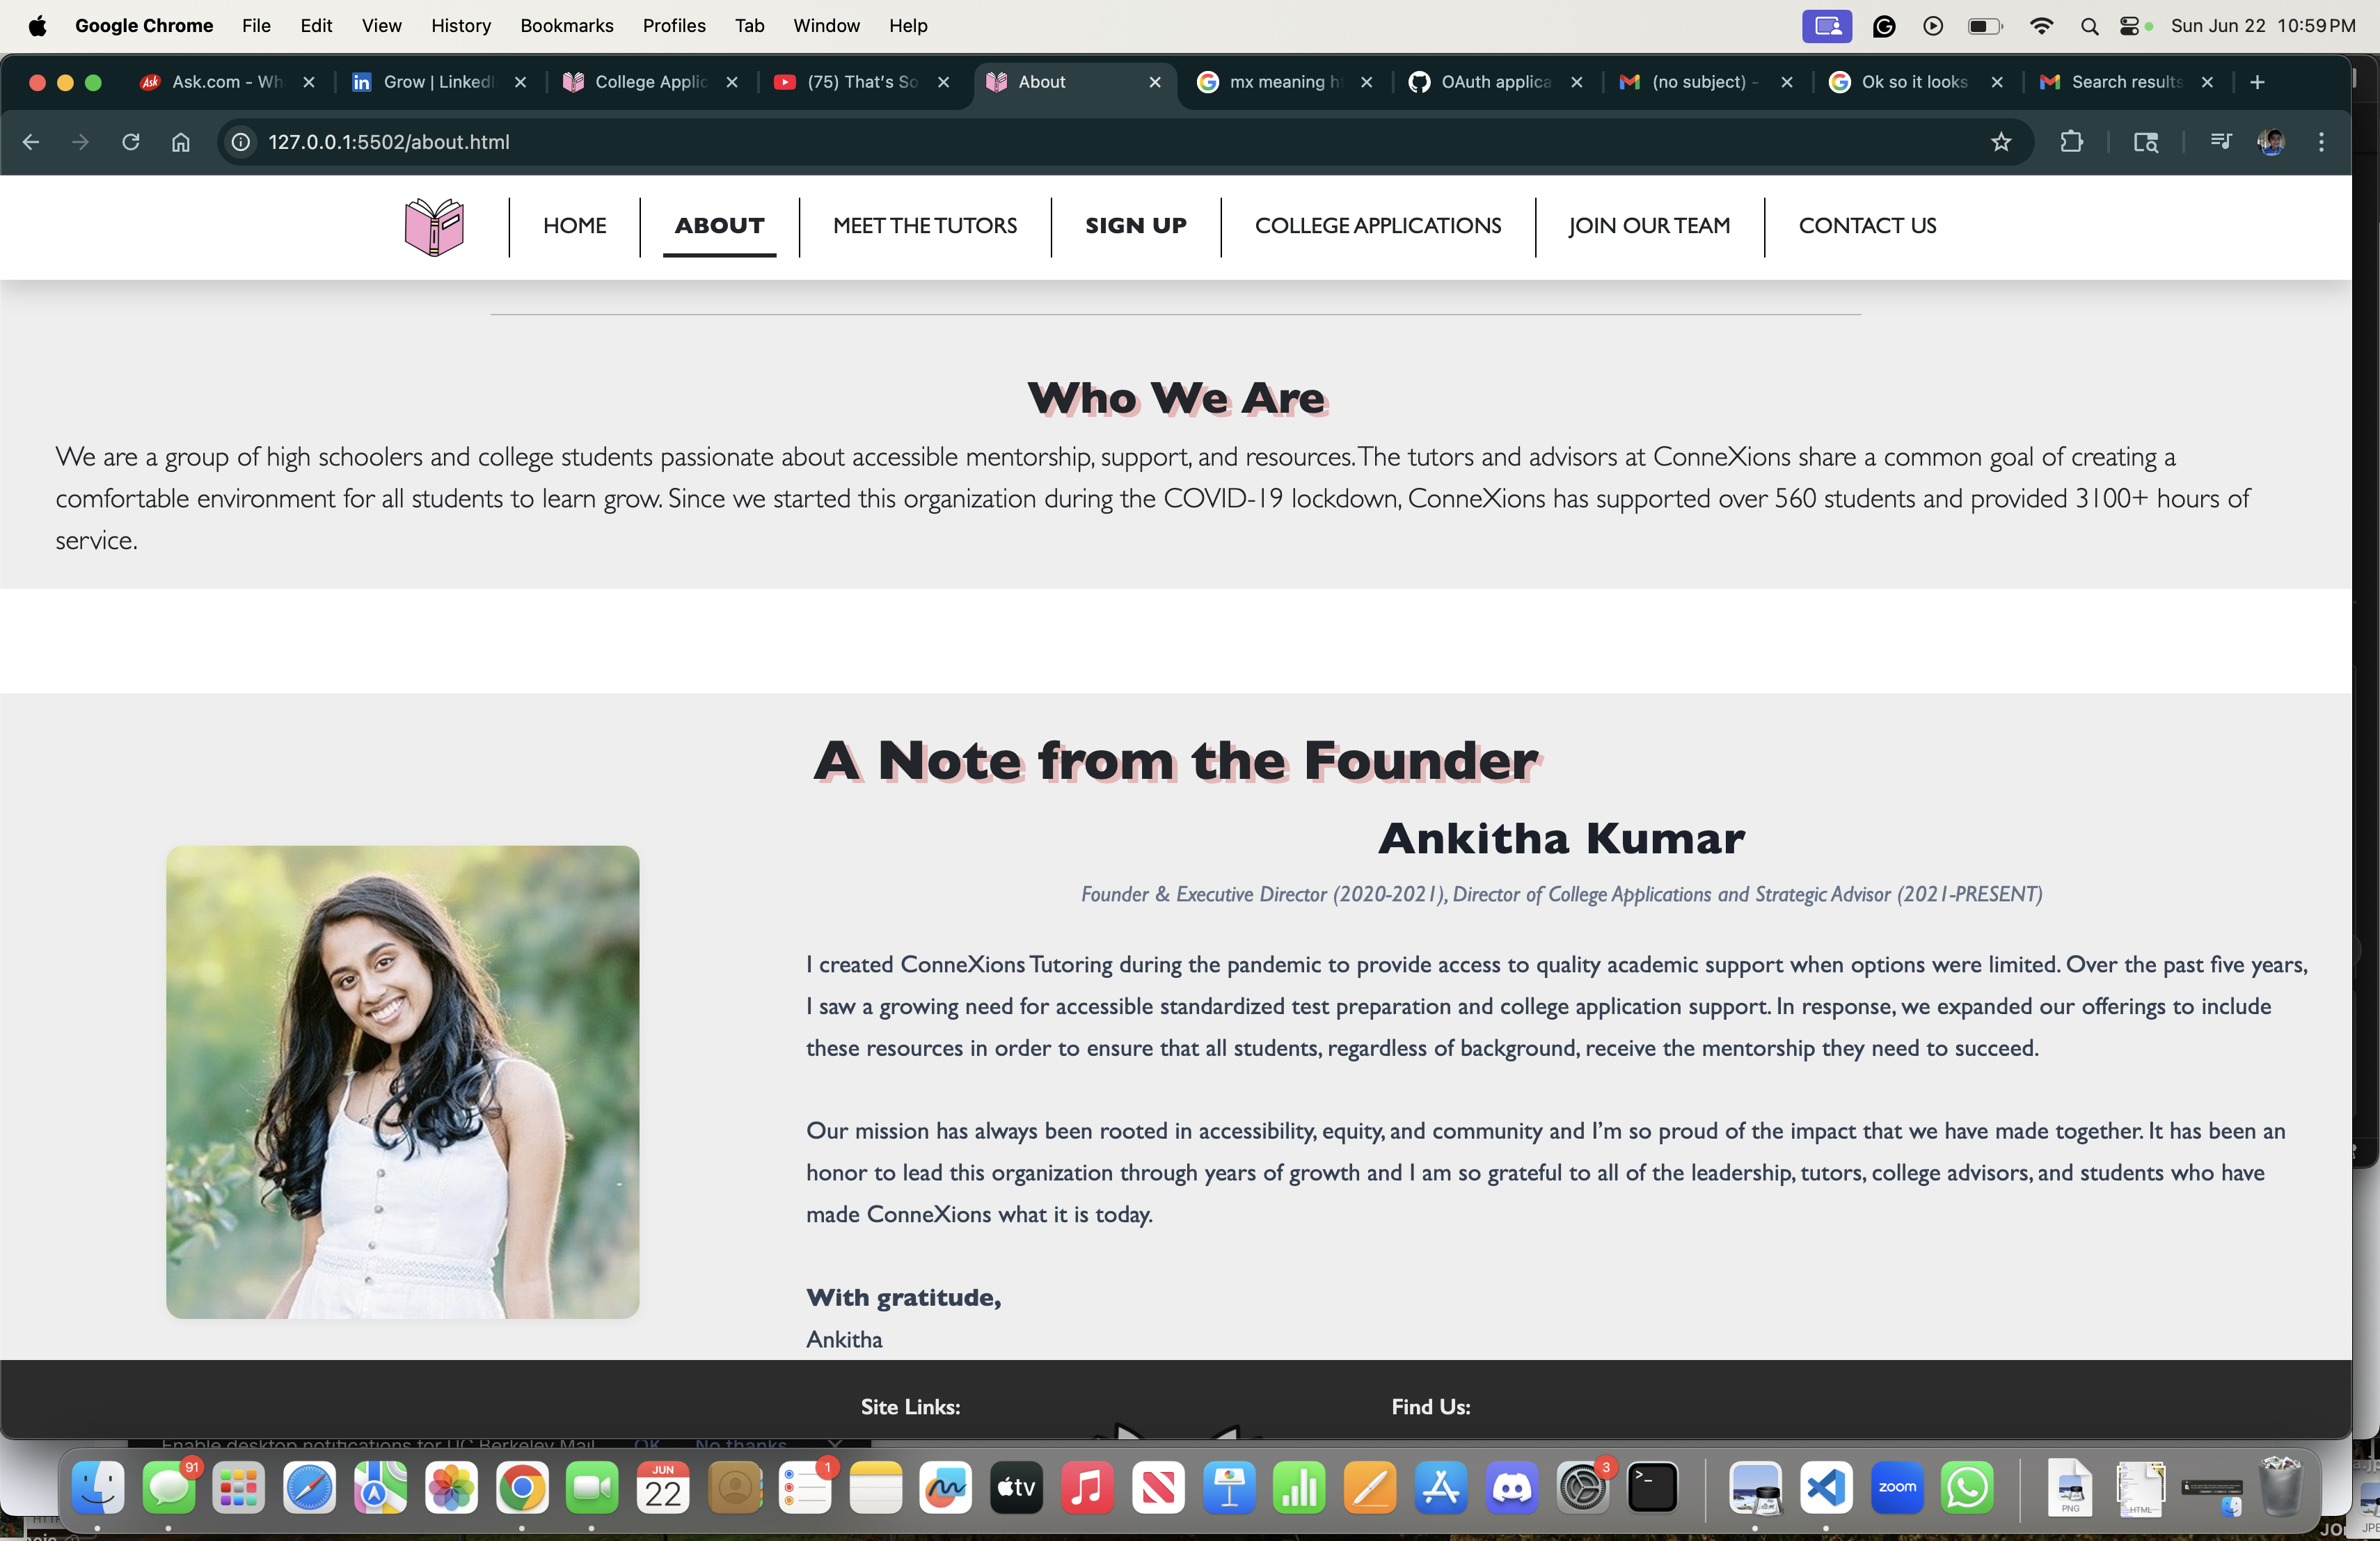 Google Chrome File Edit View History Bookmarks Profiles Tab Window Help Sun Jun 22 10:59 PM
Ask.com - Wh Grow | LinkedI College Applic (75) That's So About mx meaning h OAuth applica (no subject) - Ok so it looks Search results
127.0.0.1:5502/about.html
HOME ABOUT MEET THE TUTORS SIGN UP COLLEGE APPLICATIONS JOIN OUR TEAM CONTACT US
Who We Are
We are a group of high schoolers and college students passionate about accessible mentorship, support, and resources. The tutors and advisors at ConneXions share a common goal of creating a
comfortable environment for all students to learn grow. Since we started this organization during the COVID-19 lockdown, ConneXions has supported over 560 students and provided 3100+ hours of
service.
A Note from the Founder
Ankitha Kumar
Founder & Executive Director (2020-2021), Director of College Applications and Strategic Advisor (2021-PRESENT)
I created ConneXions Tutoring during the pandemic to provide access to quality academic support when options were limited. Over the past five years,
I saw a growing need for accessible standardized test preparation and college application support. In response, we expanded our offerings to include
these resources in order to ensure that all students, regardless of background, receive the mentorship they need to succeed.
Our mission has always been rooted in accessibility, equity, and community and I'm so proud of the impact that we have made together. It has been an
honor to lead this organization through years of growth and I am so grateful to all of the leadership, tutors, college advisors, and students who have
made ConneXions what it is today.
With gratitude,
Ankitha
Site Links: Find Us:
Enable desktop notifications for UC Berkeley Mail. OK No thanks
91 JUN 22 1 tv 3 zoom PNG HTML